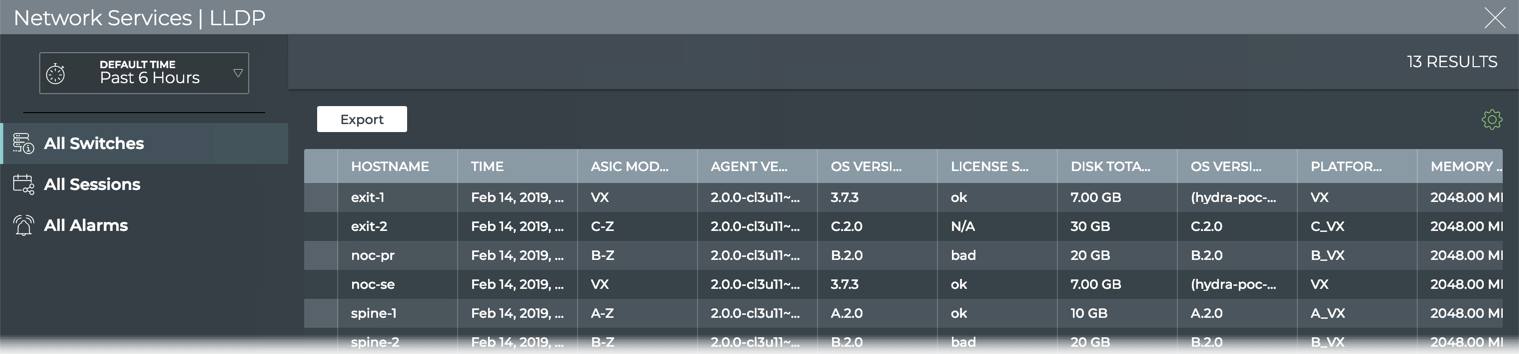 Network Services | LLDP
DEFAULT TIME
Past 6 Hours
13 RESULTS
All Switches
All Sessions
All Alarms
Export
HOSTNAME TIME ASIC MOD... AGENT VE... OS VERSI... LICENSE S... DISK TOTA... OS VERSI... PLATFOR... MEMORY ..
exit-1 Feb 14, 2019, ... VX 2.0.0-cl3u11~... 3.7.3 ok 7.00 GB (hydra-poc-... VX 2048.00 MI
exit-2 Feb 14, 2019, ... C-Z 2.0.0-cl3u11~... C.2.0 N/A 30 GB C.2.0 C_VX 2048.00 MI
noc-pr Feb 14, 2019, ... B-Z 2.0.0-cl3u11~... B.2.0 bad 20 GB B.2.0 B_VX 2048.00 MI
noc-se Feb 14, 2019, ... VX 2.0.0-cl3u11~... 3.7.3 ok 7.00 GB (hydra-poc-... VX 2048.00 MI
spine-1 Feb 14, 2019, ... A-Z 2.0.0-cl3u11~... A.2.0 ok 10 GB A.2.0 A_VX 2048.00 MI
spine-2 Feb 14, 2019, ... B-Z 2.0.0-cl3u11~... B.2.0 bad 20 GB B.2.0 B_VX 2048.00 MI